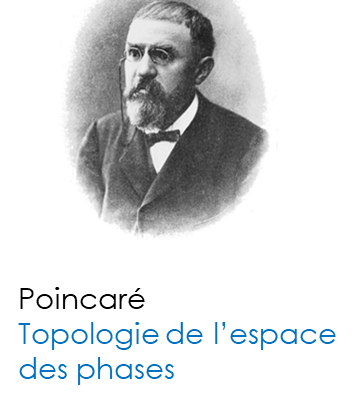 Poincaré
Topologie de l’espace
des phases